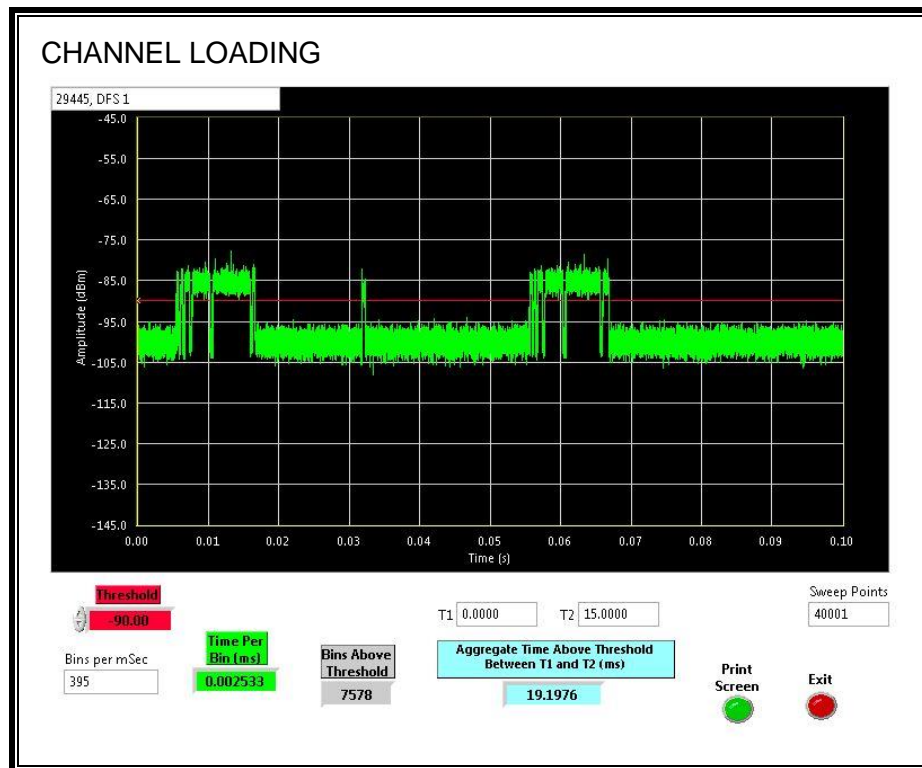 CHANNEL LOADING
29445, DFS 1
-45.0
-55.0
-65.0
-75.0
-85.0
-95.0
-105.0
-115.0
-125.0
-135.0
-145.0
Amplitude (dBm)
0.00 0.01 0.02 0.03 0.04 0.05 0.06 0.07 0.08 0.09 0.10
Time (s)
Threshold
-90.00
T1 0.0000 T2 15.0000
Sweep Points
40001
Bins per mSec
395
Time Per
Bin (ms)
0.002533
Bins Above
Threshold
7578
Aggregate Time Above Threshold
Between T1 and T2 (ms)
19.1976
Print
Screen
Exit